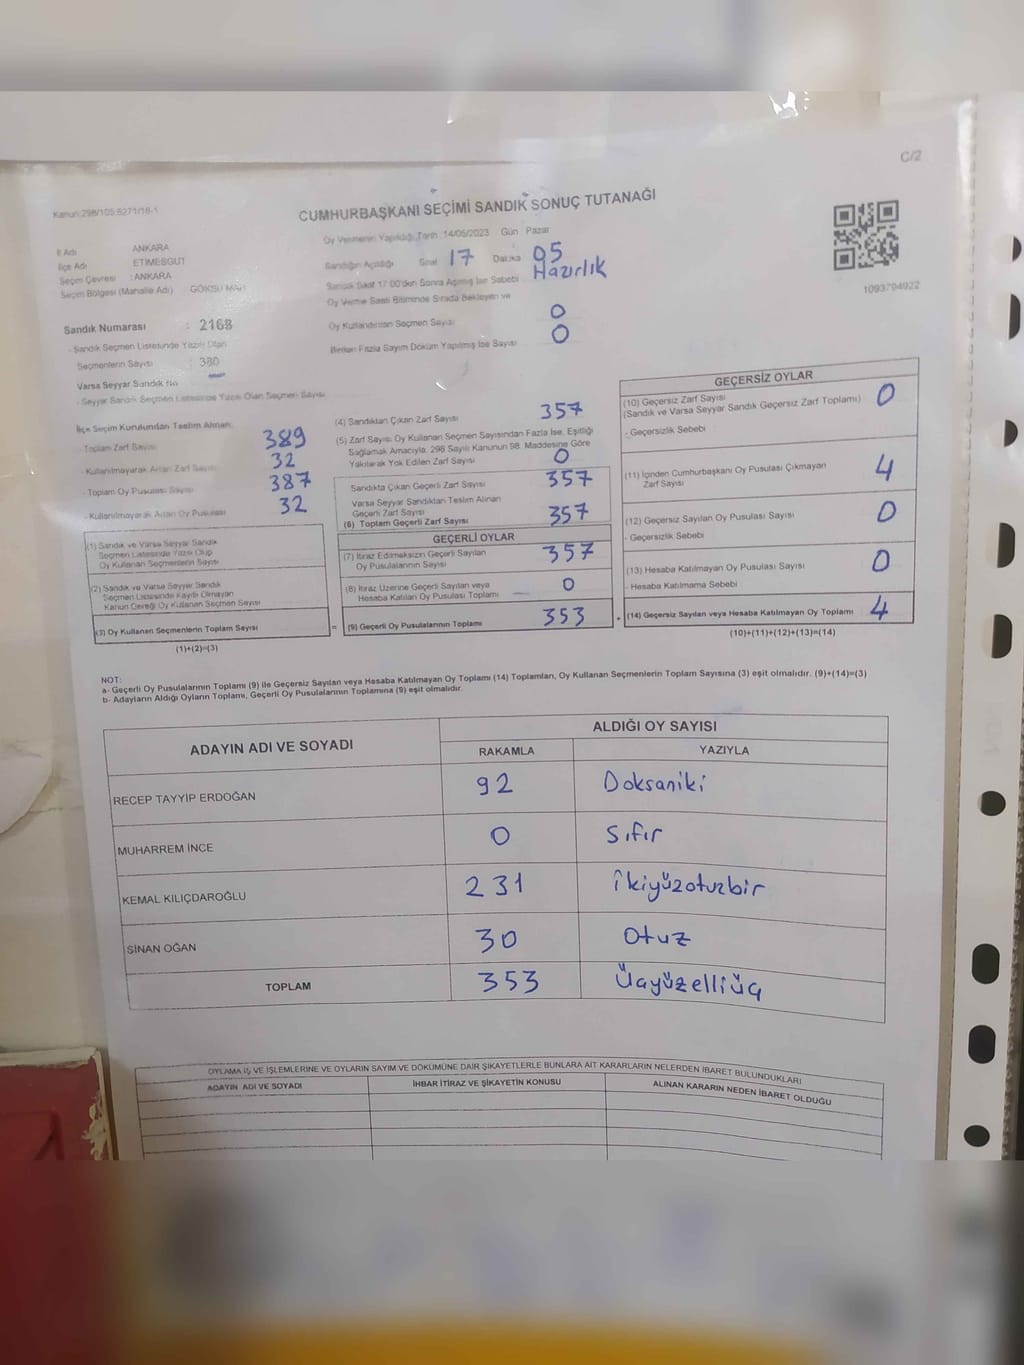 C/2
Kanun:298/105,6271/18-1
CUMHURBAŞKANI SEÇİMİ SANDIK SONUÇ TUTANAĞI
İl Adı ANKARA
İlçe Adı ETİMESGUT
Seçim Çevresi : ANKARA
Seçim Bölgesi (Mahalle Adı) GÖKSU MAH
Sandık Numarası : 2168
- Sandık Seçmen Listesinde Yazılı Olan
Seçmenlerin Sayısı : 380
Varsa Seyyar Sandık No
- Seyyar Sandık Seçmen Listesinde Yazılı Olan Seçmen Sayısı
Oy Vermenin Yapıldığı Tarih :14/05/2023 Gün Pazar
Sandığın Açıldığı Saat 17 Dakika 05
Sandık Saat 17:00'den Sonra Açılmış İse Sebebi Hazırlık
Oy Verme Saati Bitiminde Sırada Bekleyen ve
Oy Kullandırılan Seçmen Sayısı 0
Birden Fazla Sayım Döküm Yapılmış İse Sayısı 0
1093794922
İlçe Seçim Kurulundan Teslim Alınan:
- Toplam Zarf Sayısı 389
- Kullanılmayarak Artan Zarf Sayısı 32
- Toplam Oy Pusulası Sayısı 387
- Kullanılmayarak Artan Oy Pusulası 32
(1) Sandık ve Varsa Seyyar Sandık
Seçmen Listesinde Yazılı Olup
Oy Kullanan Seçmenlerin Sayısı
(2) Sandık ve Varsa Seyyar Sandık
Seçmen Listesinde Kayıtlı Olmayan
Kanun Gereği Oy Kullanan Seçmen Sayısı
(3) Oy Kullanan Seçmenlerin Toplam Sayısı
(1)+(2)=(3)
(4) Sandıktan Çıkan Zarf Sayısı 357
(5) Zarf Sayısı, Oy Kullanan Seçmen Sayısından Fazla İse, Eşitliği
Sağlamak Amacıyla, 298 Sayılı Kanunun 98. Maddesine Göre
Yakılarak Yok Edilen Zarf Sayısı 0
Sandıkta Çıkan Geçerli Zarf Sayısı 357
Varsa Seyyar Sandıktan Teslim Alınan
Geçerli Zarf Sayısı
(6) Toplam Geçerli Zarf Sayısı 357
GEÇERLİ OYLAR
(7) İtiraz Edilmeksizin Geçerli Sayılan
Oy Pusulalarının Sayısı 357
(8) İtiraz Üzerine Geçerli Sayılan veya
Hesaba Katılan Oy Pusulası Toplamı 0
= (9) Geçerli Oy Pusulalarının Toplamı 353 +
GEÇERSİZ OYLAR
(10) Geçersiz Zarf Sayısı 0
(Sandık ve Varsa Seyyar Sandık Geçersiz Zarf Toplamı)
- Geçersizlik Sebebi
(11) İçinden Cumhurbaşkanı Oy Pusulası Çıkmayan
Zarf Sayısı 4
(12) Geçersiz Sayılan Oy Pusulası Sayısı 0
- Geçersizlik Sebebi
(13) Hesaba Katılmayan Oy Pusulası Sayısı 0
- Hesaba Katılmama Sebebi
(14) Geçersiz Sayılan veya Hesaba Katılmayan Oy Toplamı 4
(10)+(11)+(12)+(13)=(14)
NOT:
a- Geçerli Oy Pusulalarının Toplamı (9) ile Geçersiz Sayılan veya Hesaba Katılmayan Oy Toplamı (14) Toplamları, Oy Kullanan Seçmenlerin Toplam Sayısına (3) eşit olmalıdır. (9)+(14)=(3)
b- Adayların Aldığı Oyların Toplamı, Geçerli Oy Pusulalarının Toplamına (9) eşit olmalıdır.
ADAYIN ADI VE SOYADI ALDIĞI OY SAYISI
RAKAMLA YAZIYLA
RECEP TAYYİP ERDOĞAN 92 Doksaniki
MUHARREM İNCE 0 Sıfır
KEMAL KILIÇDAROĞLU 231 İkiyüzotuzbir
SİNAN OĞAN 30 Otuz
TOPLAM 353 Üçyüzelliüç
OYLAMA İŞ VE İŞLEMLERİNE VE OYLARIN SAYIM VE DÖKÜMÜNE DAİR ŞİKAYETLERLE BUNLARA AİT KARARLARIN NELERDEN İBARET BULUNDUKLARI
ADAYIN ADI VE SOYADI İHBAR İTİRAZ VE ŞİKAYETİN KONUSU ALINAN KARARIN NEDEN İBARET OLDUĞU